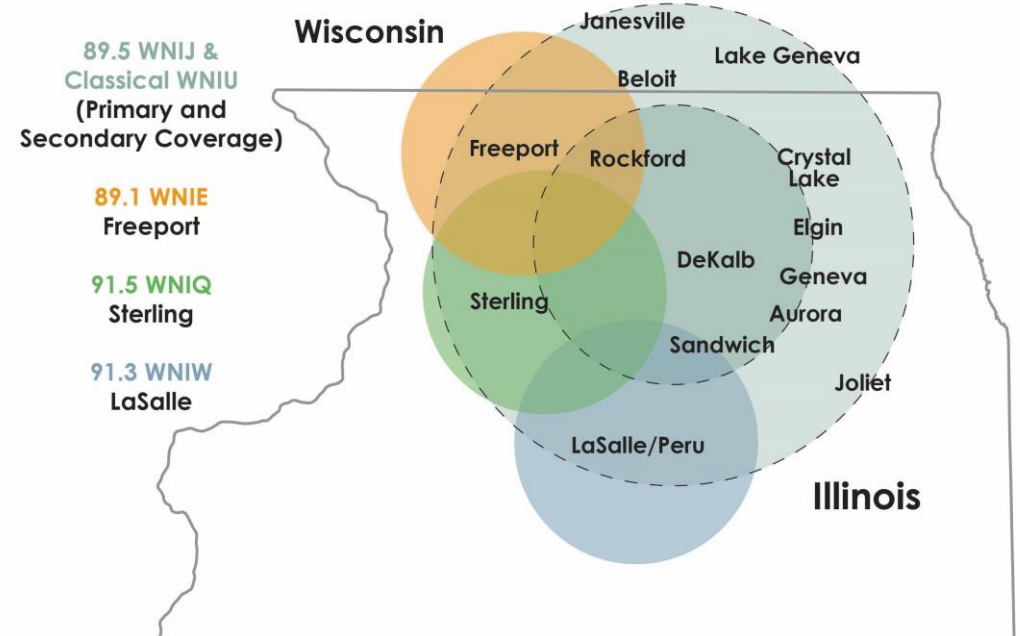 Wisconsin
89.5 WNIJ &
Classical WNIU
(Primary and
Secondary Coverage)
89.1 WNIE
Freeport
91.5 WNIQ
Sterling
91.3 WNIW
LaSalle
Janesville
Lake Geneva
Beloit
Freeport
Rockford
Crystal
Lake
Elgin
DeKalb
Geneva
Sterling
Aurora
Sandwich
Joliet
LaSalle/Peru
Illinois